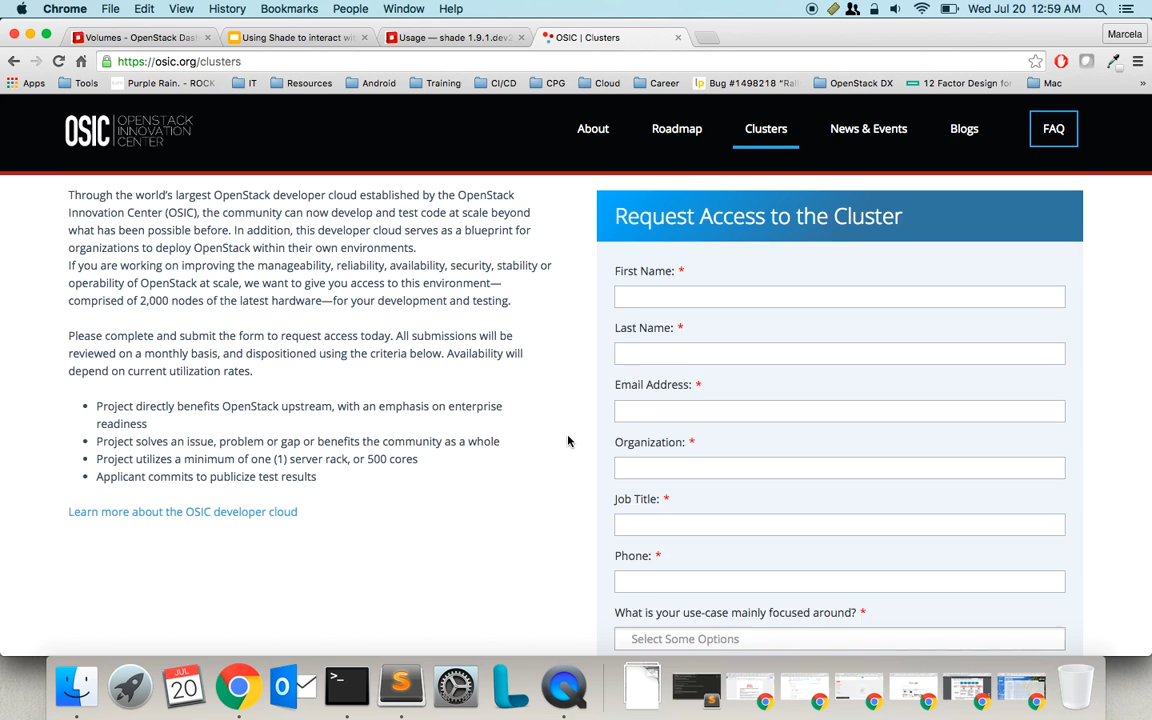 Chrome File Edit View History Bookmarks People Window Help Wed Jul 20 12:59 AM
Volumes - OpenStack Das Using Shade to interact wi Usage — shade 1.9.1.dev2 OSIC | Clusters Marcela
https://osic.org/clusters
Apps Tools Purple Rain. - ROCK IT Resources Android Training CI/CD CPG Cloud Career Bug #1498218 "Ral OpenStack DX 12 Factor Design fo Mac »
OSIC OPENSTACK INNOVATION CENTER
About Roadmap Clusters News & Events Blogs FAQ
Through the world's largest OpenStack developer cloud established by the OpenStack
Innovation Center (OSIC), the community can now develop and test code at scale beyond
what has been possible before. In addition, this developer cloud serves as a blueprint for
organizations to deploy OpenStack within their own environments.
If you are working on improving the manageability, reliability, availability, security, stability or
operability of OpenStack at scale, we want to give you access to this environment—
comprised of 2,000 nodes of the latest hardware—for your development and testing.
Please complete and submit the form to request access today. All submissions will be
reviewed on a monthly basis, and dispositioned using the criteria below. Availability will
depend on current utilization rates.
• Project directly benefits OpenStack upstream, with an emphasis on enterprise
readiness
• Project solves an issue, problem or gap or benefits the community as a whole
• Project utilizes a minimum of one (1) server rack, or 500 cores
• Applicant commits to publicize test results
Learn more about the OSIC developer cloud
Request Access to the Cluster
First Name: *
Last Name: *
Email Address: *
Organization: *
Job Title: *
Phone: *
What is your use-case mainly focused around? *
Select Some Options
JUL
20